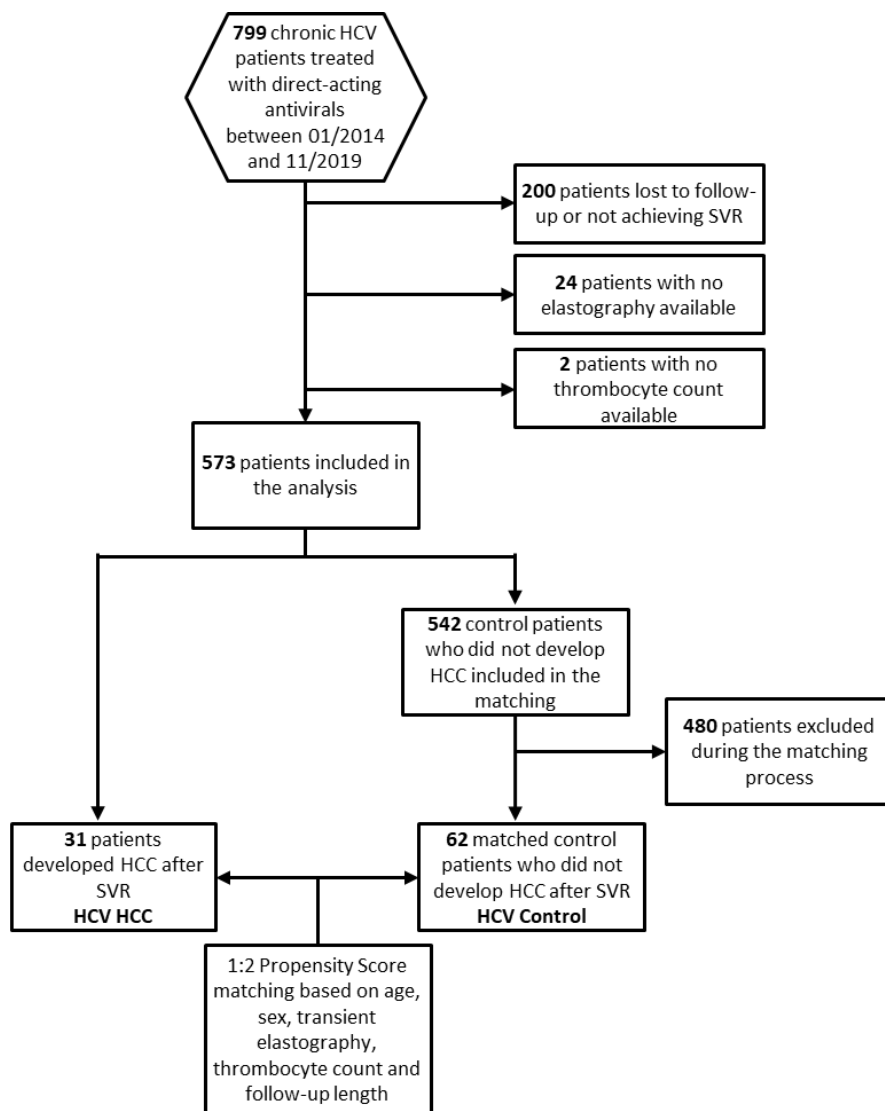 799 chronic HCV
patients treated
with direct-acting
antivirals
between 01/2014
and 11/2019
200 patients lost to follow-
up or not achieving SVR
24 patients with no
elastography available
2 patients with no
thrombocyte count
available
573 patients included in
the analysis
542 control patients
who did not develop
HCC included in the
matching
480 patients excluded
during the matching
process
31 patients
developed HCC after
SVR
HCV HCC
62 matched control
patients who did not
develop HCC after SVR
HCV Control
1:2 Propensity Score
matching based on age,
sex, transient
elastography,
thrombocyte count and
follow-up length